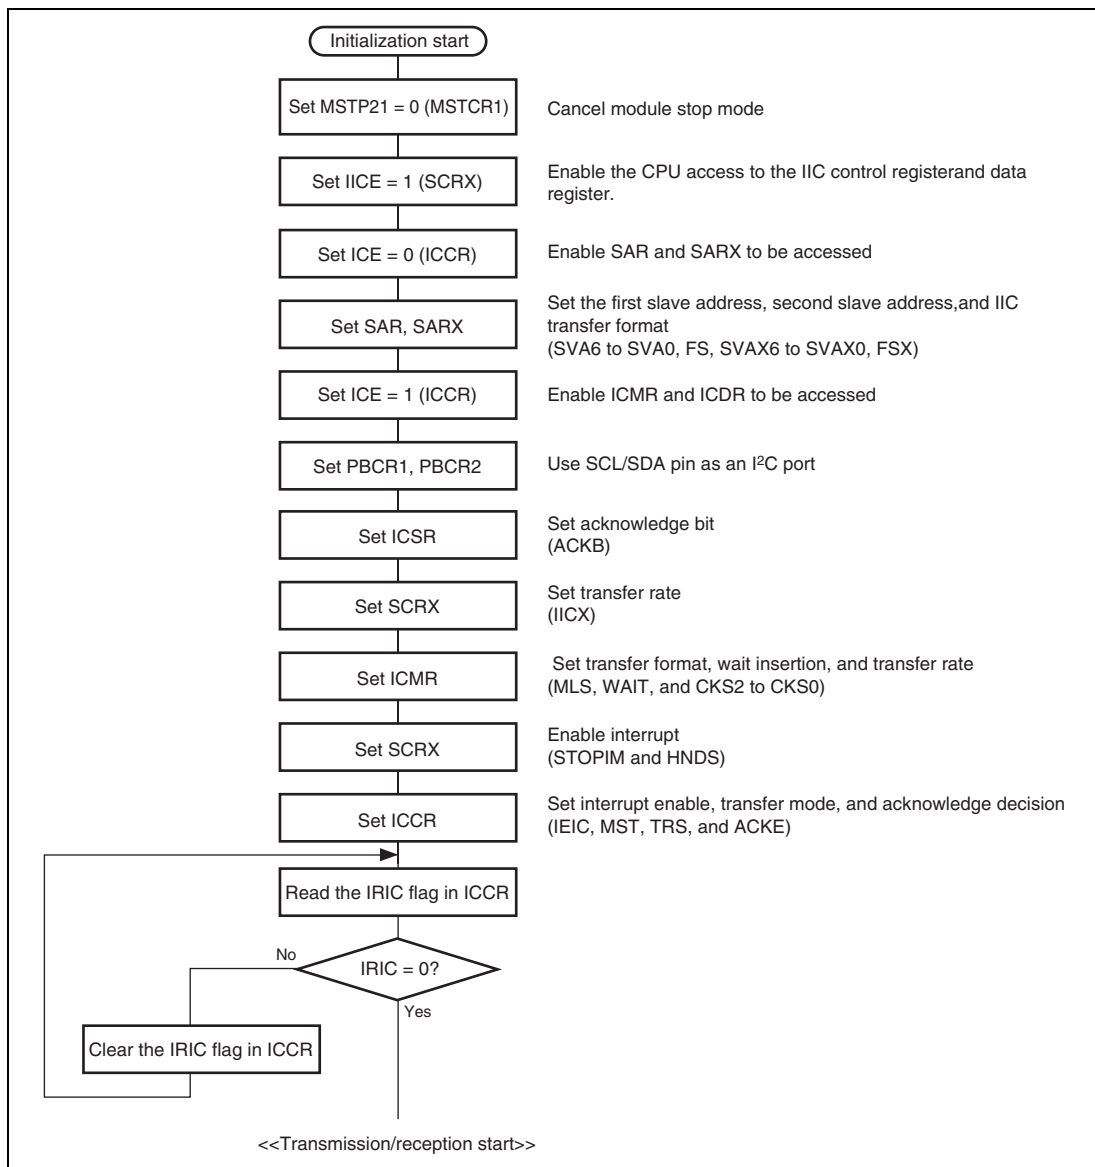 Initialization start
Set MSTP21 = 0 (MSTCR1)
Cancel module stop mode
Set IICE = 1 (SCRX)
Enable the CPU access to the IIC control registerand data
register.
Set ICE = 0 (ICCR)
Enable SAR and SARX to be accessed
Set SAR, SARX
Set the first slave address, second slave address,and IIC
transfer format
(SVA6 to SVA0, FS, SVAX6 to SVAX0, FSX)
Set ICE = 1 (ICCR)
Enable ICMR and ICDR to be accessed
Set PBCR1, PBCR2
Use SCL/SDA pin as an I²C port
Set ICSR
Set acknowledge bit
(ACKB)
Set SCRX
Set transfer rate
(IICX)
Set ICMR
Set transfer format, wait insertion, and transfer rate
(MLS, WAIT, and CKS2 to CKS0)
Set SCRX
Enable interrupt
(STOPIM and HNDS)
Set ICCR
Set interrupt enable, transfer mode, and acknowledge decision
(IEIC, MST, TRS, and ACKE)
Read the IRIC flag in ICCR
No
IRIC = 0?
Yes
Clear the IRIC flag in ICCR
<<Transmission/reception start>>